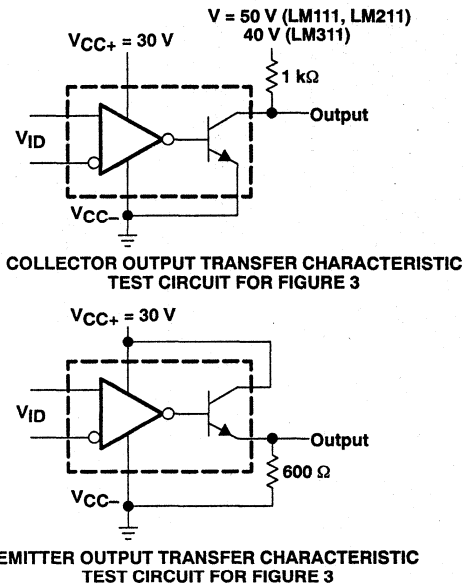 V = 50 V (LM111, LM211)
40 V (LM311)
VCC+ = 30 V
1 kΩ
Output
VID
VCC–
COLLECTOR OUTPUT TRANSFER CHARACTERISTIC
TEST CIRCUIT FOR FIGURE 3
VCC+ = 30 V
VID
Output
600 Ω
VCC–
EMITTER OUTPUT TRANSFER CHARACTERISTIC
TEST CIRCUIT FOR FIGURE 3